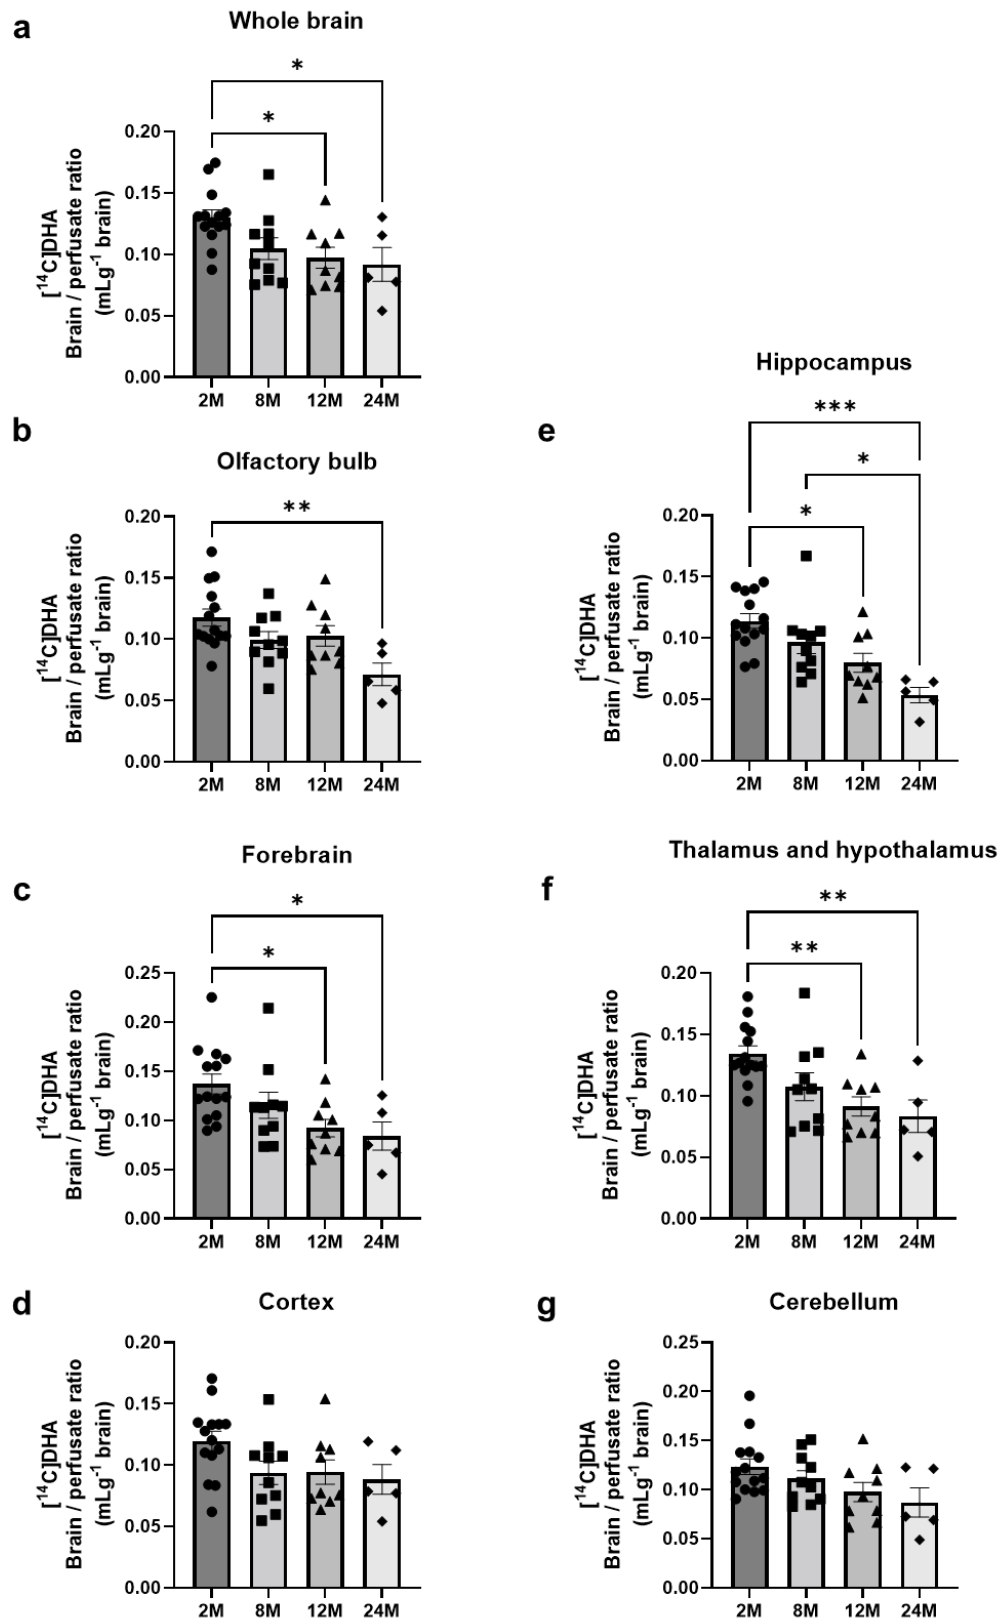 a
Whole brain
*
*
[¹⁴C]DHA
Brain / perfusate ratio
(mLg⁻¹ brain)
0.20
0.15
0.10
0.05
0.00
2M 8M 12M 24M
b
Olfactory bulb
**
[¹⁴C]DHA
Brain / perfusate ratio
(mLg⁻¹ brain)
0.20
0.15
0.10
0.05
0.00
2M 8M 12M 24M
c
Forebrain
*
*
[¹⁴C]DHA
Brain / perfusate ratio
(mLg⁻¹ brain)
0.25
0.20
0.15
0.10
0.05
0.00
2M 8M 12M 24M
d
Cortex
[¹⁴C]DHA
Brain / perfusate ratio
(mLg⁻¹ brain)
0.20
0.15
0.10
0.05
0.00
2M 8M 12M 24M
e
Hippocampus
***
*
*
[¹⁴C]DHA
Brain / perfusate ratio
(mLg⁻¹ brain)
0.20
0.15
0.10
0.05
0.00
2M 8M 12M 24M
f
Thalamus and hypothalamus
**
**
[¹⁴C]DHA
Brain / perfusate ratio
(mLg⁻¹ brain)
0.20
0.15
0.10
0.05
0.00
2M 8M 12M 24M
g
Cerebellum
[¹⁴C]DHA
Brain / perfusate ratio
(mLg⁻¹ brain)
0.25
0.20
0.15
0.10
0.05
0.00
2M 8M 12M 24M